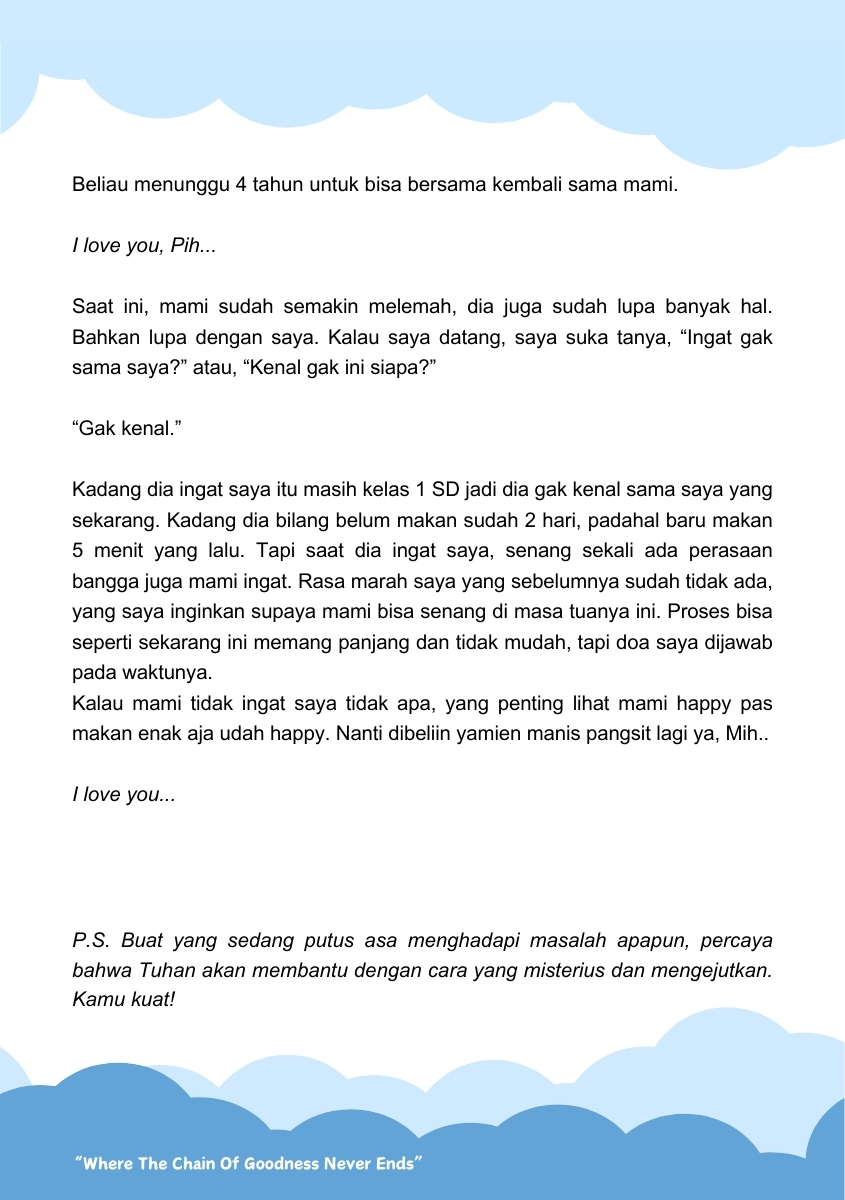 Beliau menunggu 4 tahun untuk bisa bersama kembali sama mami.
I love you, Pih...
Saat ini, mami sudah semakin melemah, dia juga sudah lupa banyak hal.
Bahkan lupa dengan saya. Kalau saya datang, saya suka tanya, “Ingat gak
sama saya?” atau, “Kenal gak ini siapa?”
“Gak kenal.”
Kadang dia ingat saya itu masih kelas 1 SD jadi dia gak kenal sama saya yang
sekarang. Kadang dia bilang belum makan sudah 2 hari, padahal baru makan
5 menit yang lalu. Tapi saat dia ingat saya, senang sekali ada perasaan
bangga juga mami ingat. Rasa marah saya yang sebelumnya sudah tidak ada,
yang saya inginkan supaya mami bisa senang di masa tuanya ini. Proses bisa
seperti sekarang ini memang panjang dan tidak mudah, tapi doa saya dijawab
pada waktunya.
Kalau mami tidak ingat saya tidak apa, yang penting lihat mami happy pas
makan enak aja udah happy. Nanti dibeliin yamien manis pangsit lagi ya, Mih..
I love you...
P.S. Buat yang sedang putus asa menghadapi masalah apapun, percaya
bahwa Tuhan akan membantu dengan cara yang misterius dan mengejutkan.
Kamu kuat!
“Where The Chain Of Goodness Never Ends”